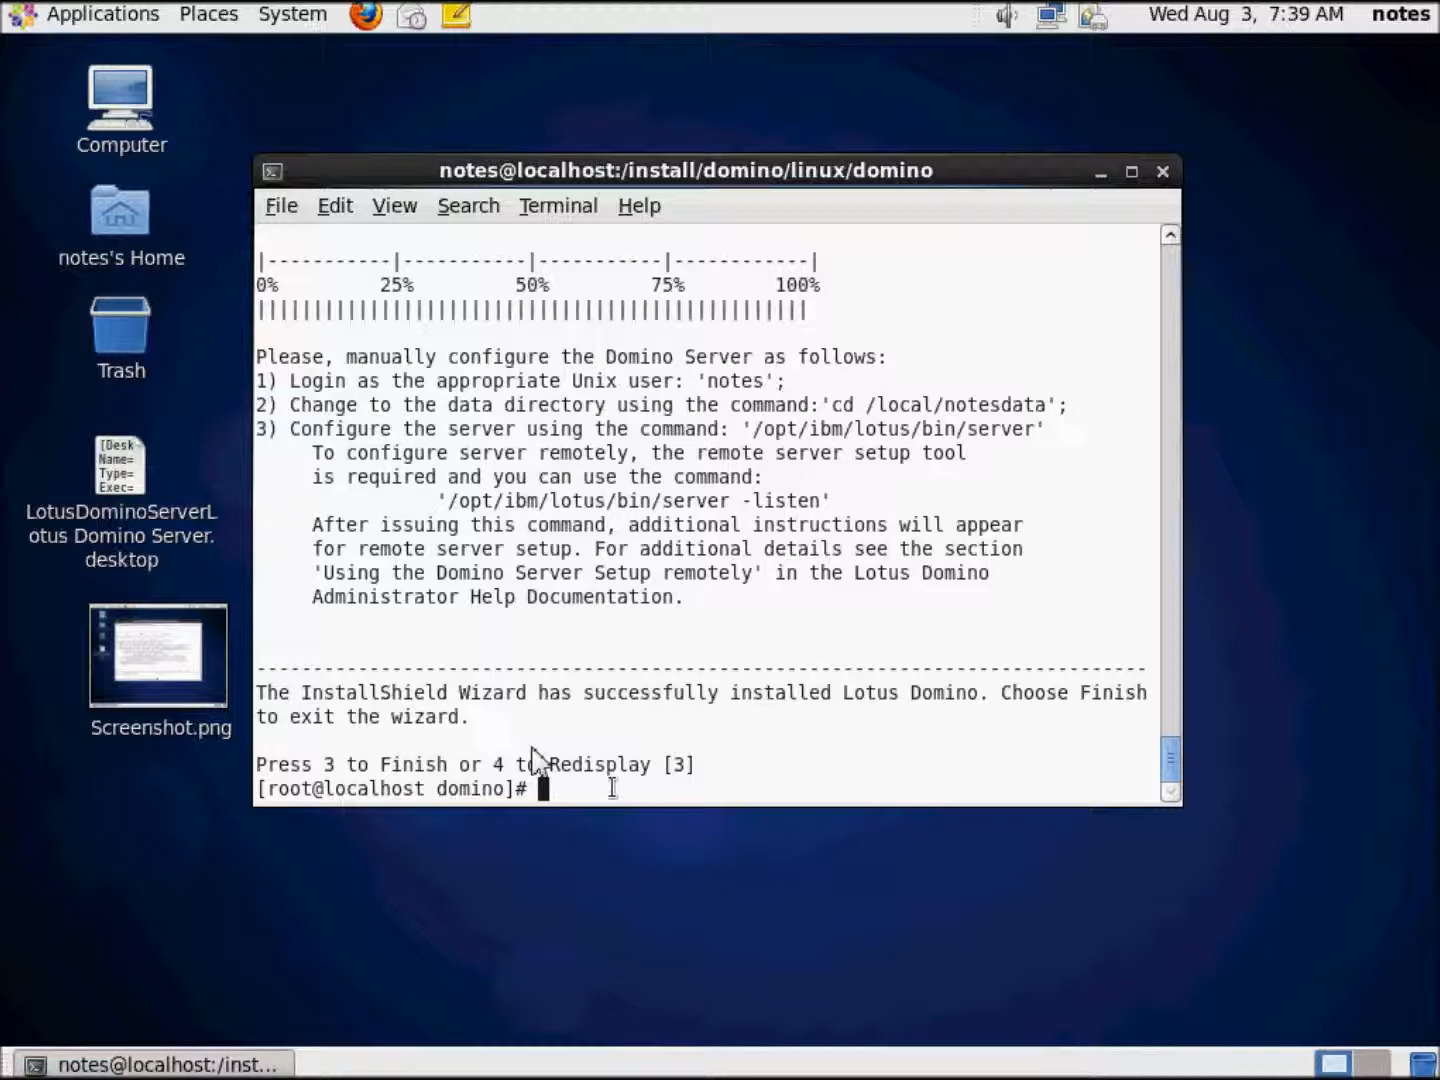 Applications Places System Wed Aug 3, 7:39 AM notes
Computer
notes's Home
Trash
[Desk
Name=
Type=
Exec=
LotusDominoServerL
otus Domino Server.
desktop
Screenshot.png
notes@localhost:/install/domino/linux/domino
File Edit View Search Terminal Help
|-----------|-----------|-----------|------------|
0% 25% 50% 75% 100%
|||||||||||||||||||||||||||||||||||||||||||||||||
Please, manually configure the Domino Server as follows:
1) Login as the appropriate Unix user: 'notes';
2) Change to the data directory using the command:'cd /local/notesdata';
3) Configure the server using the command: '/opt/ibm/lotus/bin/server'
To configure server remotely, the remote server setup tool
is required and you can use the command:
'/opt/ibm/lotus/bin/server -listen'
After issuing this command, additional instructions will appear
for remote server setup. For additional details see the section
'Using the Domino Server Setup remotely' in the Lotus Domino
Administrator Help Documentation.
-------------------------------------------------------------------------------
The InstallShield Wizard has successfully installed Lotus Domino. Choose Finish
to exit the wizard.
Press 3 to Finish or 4 to Redisplay [3]
[root@localhost domino]#
notes@localhost:/inst...